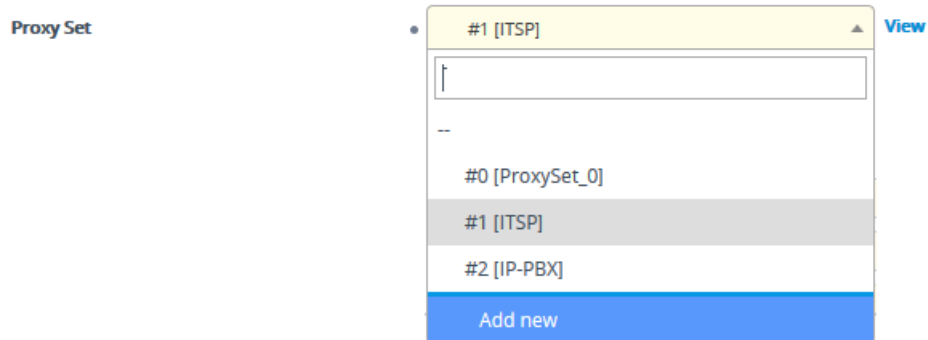 Proxy Set
#1 [ITSP]
View
--
#0 [ProxySet_0]
#1 [ITSP]
#2 [IP-PBX]
Add new